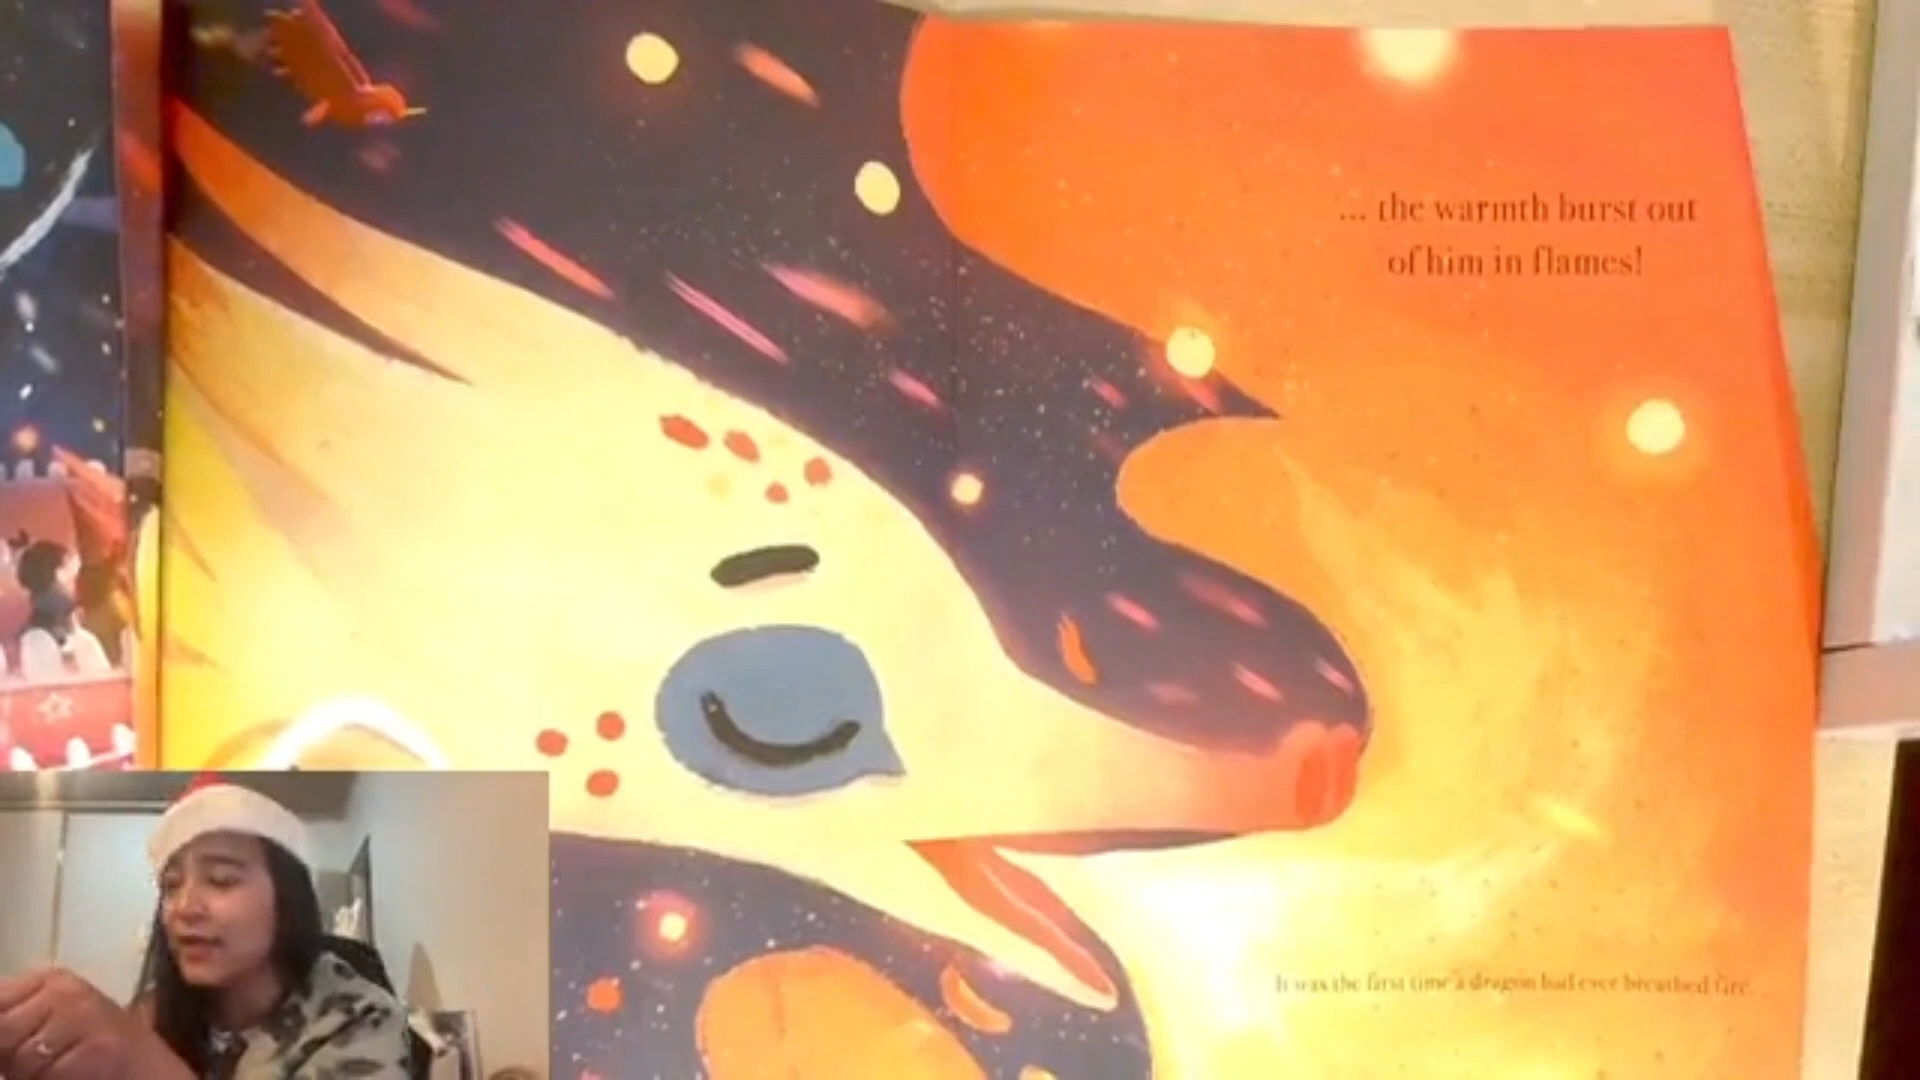 ... the warmth burst out
of him in flames!
It was the first time a dragon had ever breathed fire...